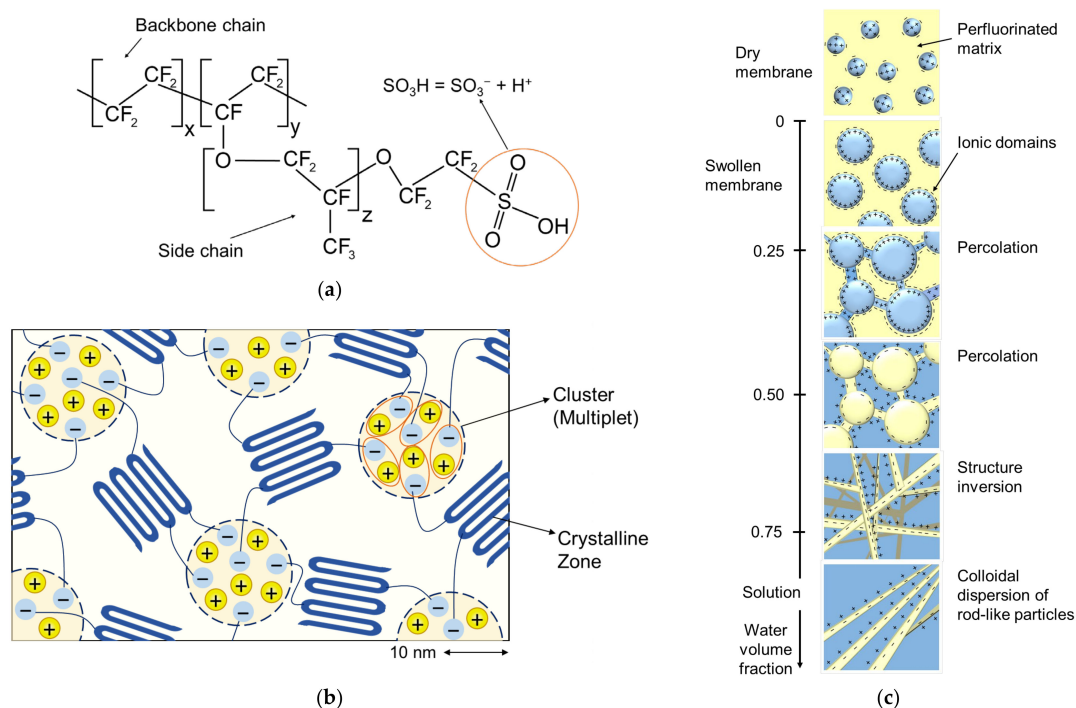 Backbone chain
CF₂
CF₂
SO₃H = SO₃⁻ + H⁺
CF₂
CF
x
y
O
CF₂
O
CF₂
O
CF
CF₂
S
OH
z
O
CF₃
Side chain
(a)
Cluster
(Multiplet)
Crystalline
Zone
10 nm
(b)
Dry
membrane
Perfluorinated
matrix
0
Swollen
membrane
Ionic domains
0.25
Percolation
Percolation
0.50
Structure
inversion
0.75
Solution
Colloidal
dispersion of
rod-like particles
Water
volume
fraction
(c)